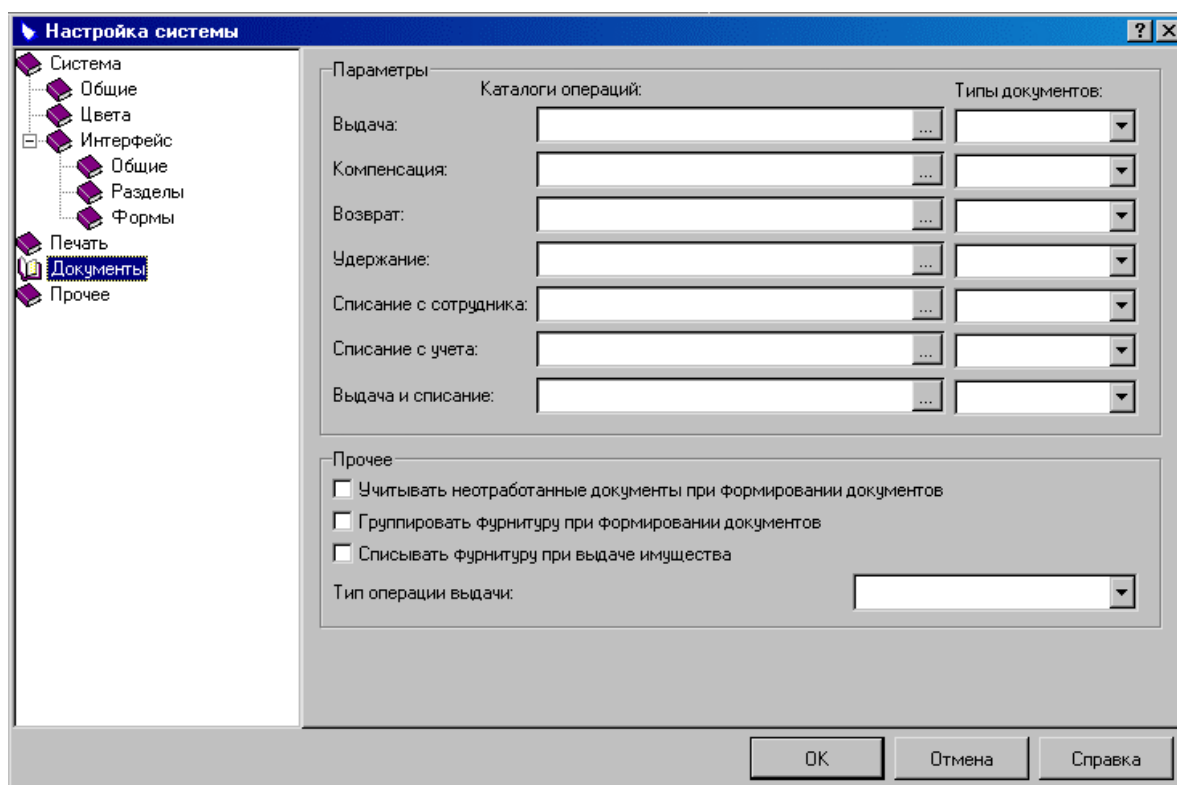 Настройка системы
Система
Общие
Цвета
Интерфейс
Общие
Разделы
Формы
Печать
Документы
Прочее
Параметры
Каталоги операций: Типы документов:
Выдача: ...
Компенсация: ...
Возврат: ...
Удержание: ...
Списание с сотрудника: ...
Списание с учета: ...
Выдача и списание: ...
Прочее
Учитывать неотработанные документы при формировании документов
Группировать фурнитуру при формировании документов
Списывать фурнитуру при выдаче имущества
Тип операции выдачи:
OK Отмена Справка